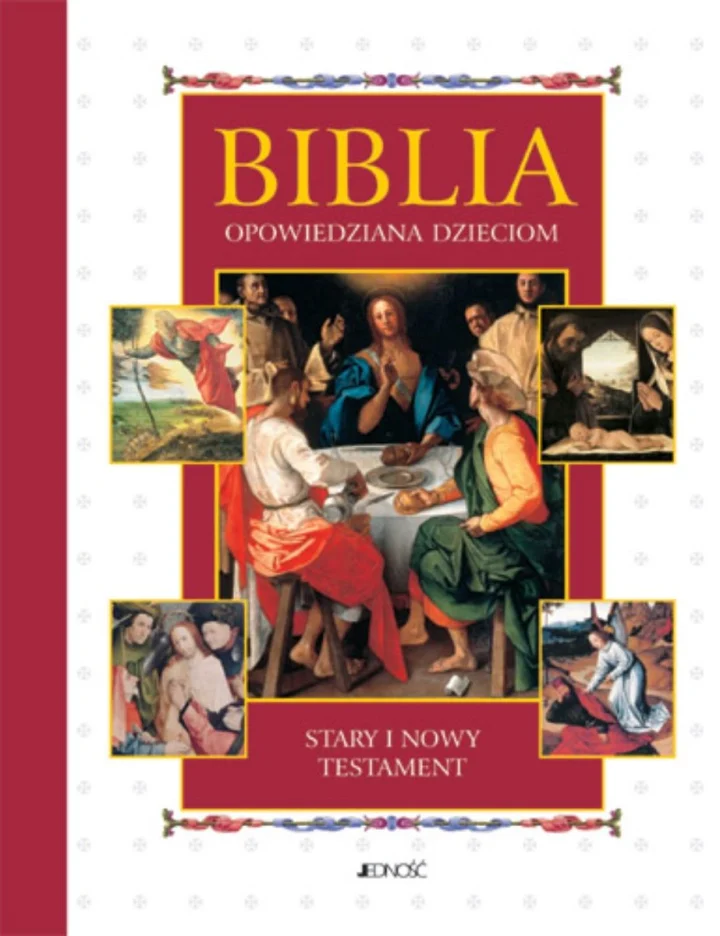 BIBLIA
OPOWIEDZIANA DZIECIOM
STARY I NOWY
TESTAMENT
JEDNOŚĆ